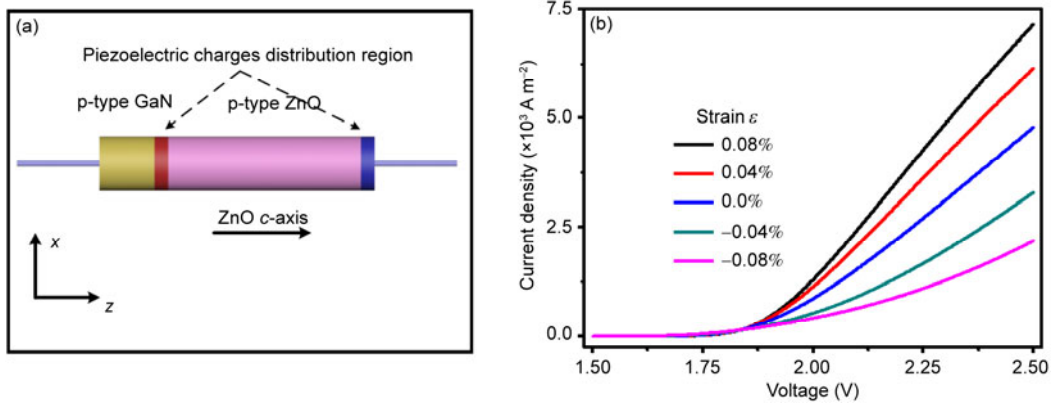 (a)
Piezoelectric charges distribution region
p-type GaN
p-type ZnO
ZnO c-axis
x
z
(b)
7.5
5.0
2.5
0.0
Current density (×10³ A m⁻²)
Strain ε
0.08%
0.04%
0.0%
−0.04%
−0.08%
1.50 1.75 2.00 2.25 2.50
Voltage (V)